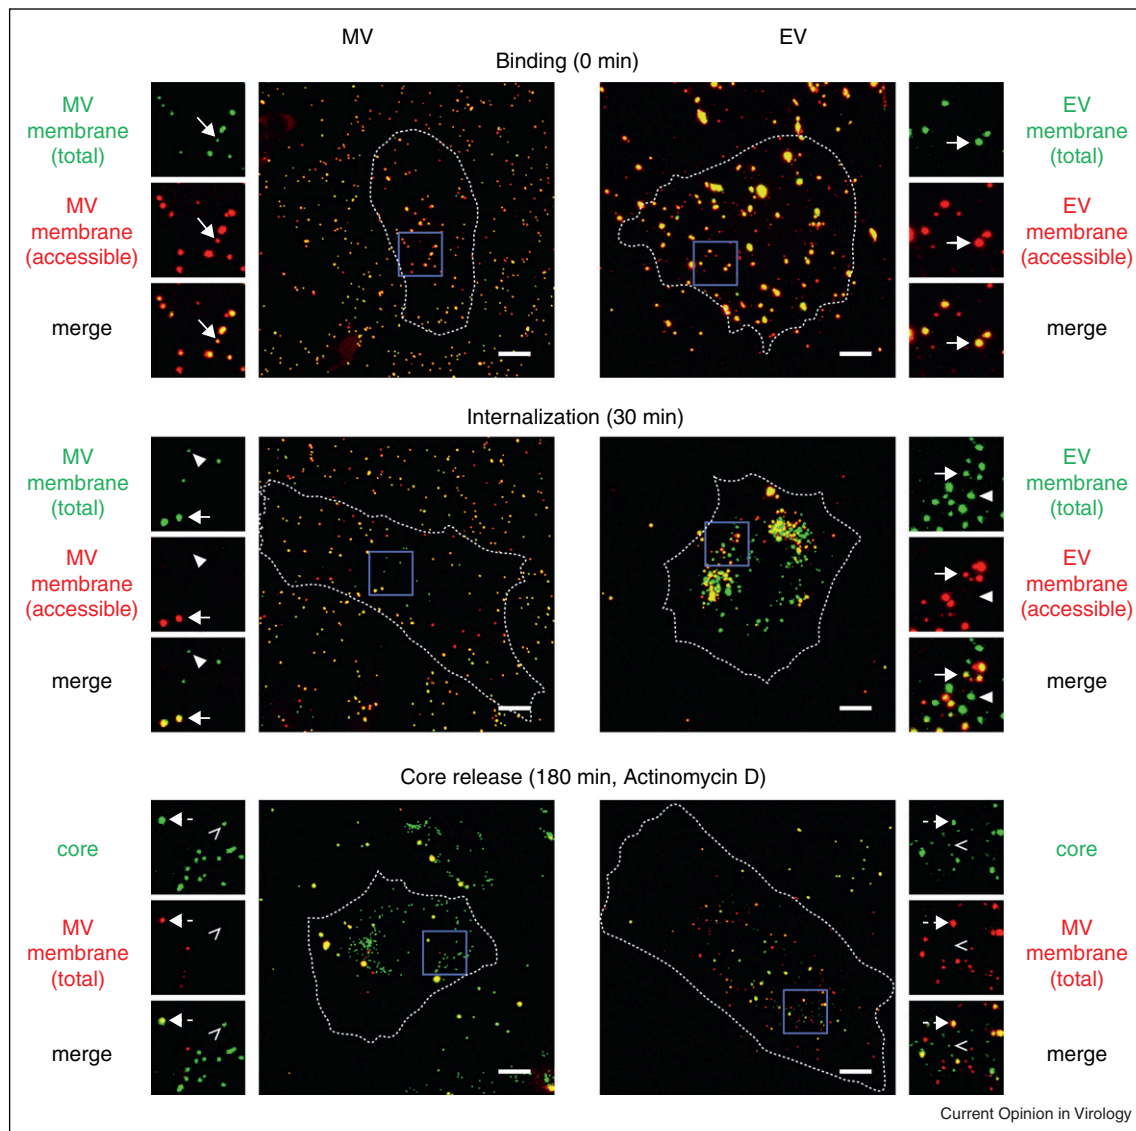 MV
EV
Binding (0 min)
MV
membrane
(total)
MV
membrane
(accessible)
merge
EV
membrane
(total)
EV
membrane
(accessible)
merge
Internalization (30 min)
MV
membrane
(total)
MV
membrane
(accessible)
merge
EV
membrane
(total)
EV
membrane
(accessible)
merge
Core release (180 min, Actinomycin D)
core
MV
membrane
(total)
merge
core
MV
membrane
(total)
merge
Current Opinion in Virology